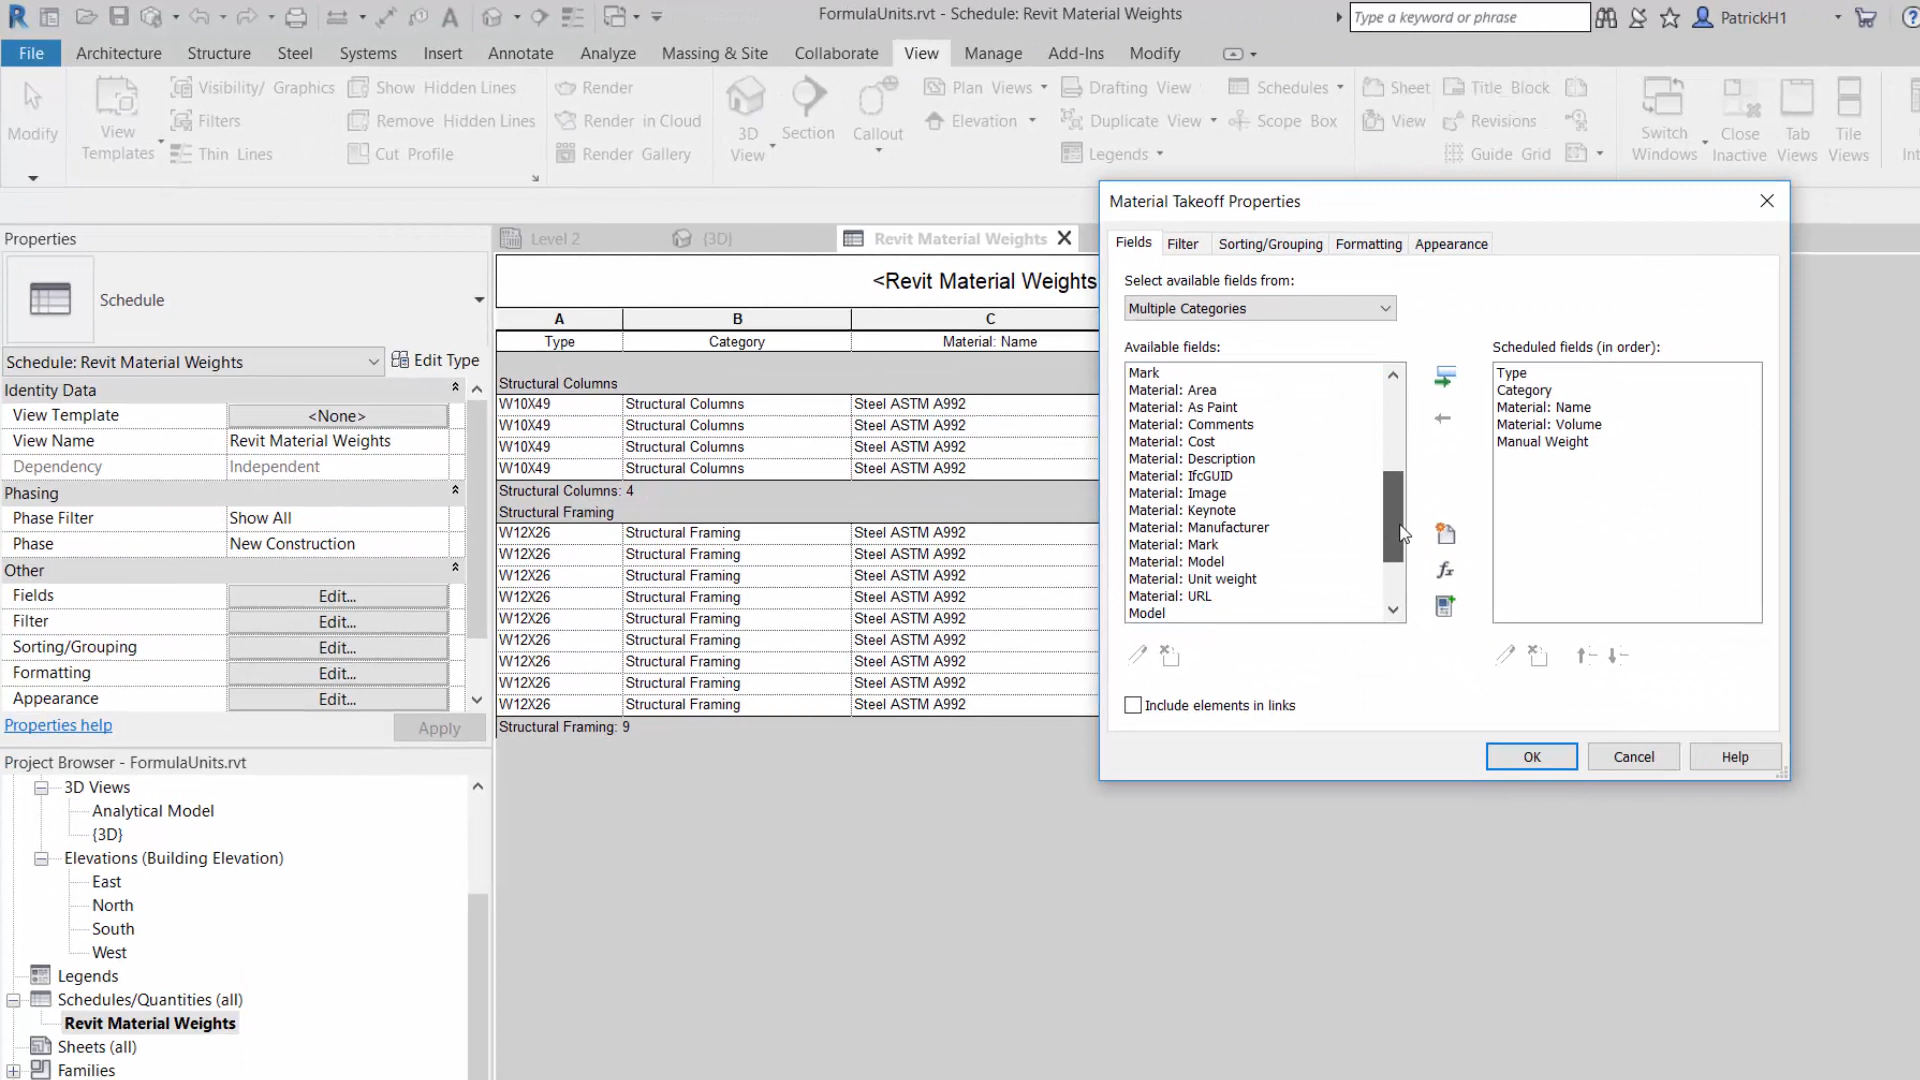 FormulaUnits.rvt - Schedule: Revit Material Weights
Type a keyword or phrase
PatrickH1
File
Architecture
Structure
Steel
Systems
Insert
Annotate
Analyze
Massing & Site
Collaborate
View
Manage
Add-Ins
Modify
Modify
View
Templates
Visibility/ Graphics
Filters
Thin Lines
Show Hidden Lines
Remove Hidden Lines
Cut Profile
Render
Render in Cloud
Render Gallery
3D
View
Section
Callout
Plan Views
Elevation
Drafting View
Duplicate View
Legends
Schedules
Scope Box
Sheet
View
Title Block
Revisions
Guide Grid
Switch
Windows
Close
Inactive
Tab
Views
Tile
Views
Properties
Schedule
Schedule: Revit Material Weights
Edit Type
Identity Data
View Template <None>
View Name Revit Material Weights
Dependency Independent
Phasing
Phase Filter Show All
Phase New Construction
Other
Fields Edit...
Filter Edit...
Sorting/Grouping Edit...
Formatting Edit...
Appearance Edit...
Properties help
Apply
Project Browser - FormulaUnits.rvt
3D Views
Analytical Model
{3D}
Elevations (Building Elevation)
East
North
South
West
Legends
Schedules/Quantities (all)
Revit Material Weights
Sheets (all)
Families
Level 2
{3D}
Revit Material Weights
<Revit Material Weights
A B C
Type Category Material: Name
Structural Columns
W10X49 Structural Columns Steel ASTM A992
W10X49 Structural Columns Steel ASTM A992
W10X49 Structural Columns Steel ASTM A992
W10X49 Structural Columns Steel ASTM A992
Structural Columns: 4
Structural Framing
W12X26 Structural Framing Steel ASTM A992
W12X26 Structural Framing Steel ASTM A992
W12X26 Structural Framing Steel ASTM A992
W12X26 Structural Framing Steel ASTM A992
W12X26 Structural Framing Steel ASTM A992
W12X26 Structural Framing Steel ASTM A992
W12X26 Structural Framing Steel ASTM A992
W12X26 Structural Framing Steel ASTM A992
W12X26 Structural Framing Steel ASTM A992
Structural Framing: 9
Material Takeoff Properties
Fields
Filter
Sorting/Grouping
Formatting
Appearance
Select available fields from:
Multiple Categories
Available fields:
Mark
Material: Area
Material: As Paint
Material: Comments
Material: Cost
Material: Description
Material: IfcGUID
Material: Image
Material: Keynote
Material: Manufacturer
Material: Mark
Material: Model
Material: Unit weight
Material: URL
Model
fx
Scheduled fields (in order):
Type
Category
Material: Name
Material: Volume
Manual Weight
Include elements in links
OK
Cancel
Help